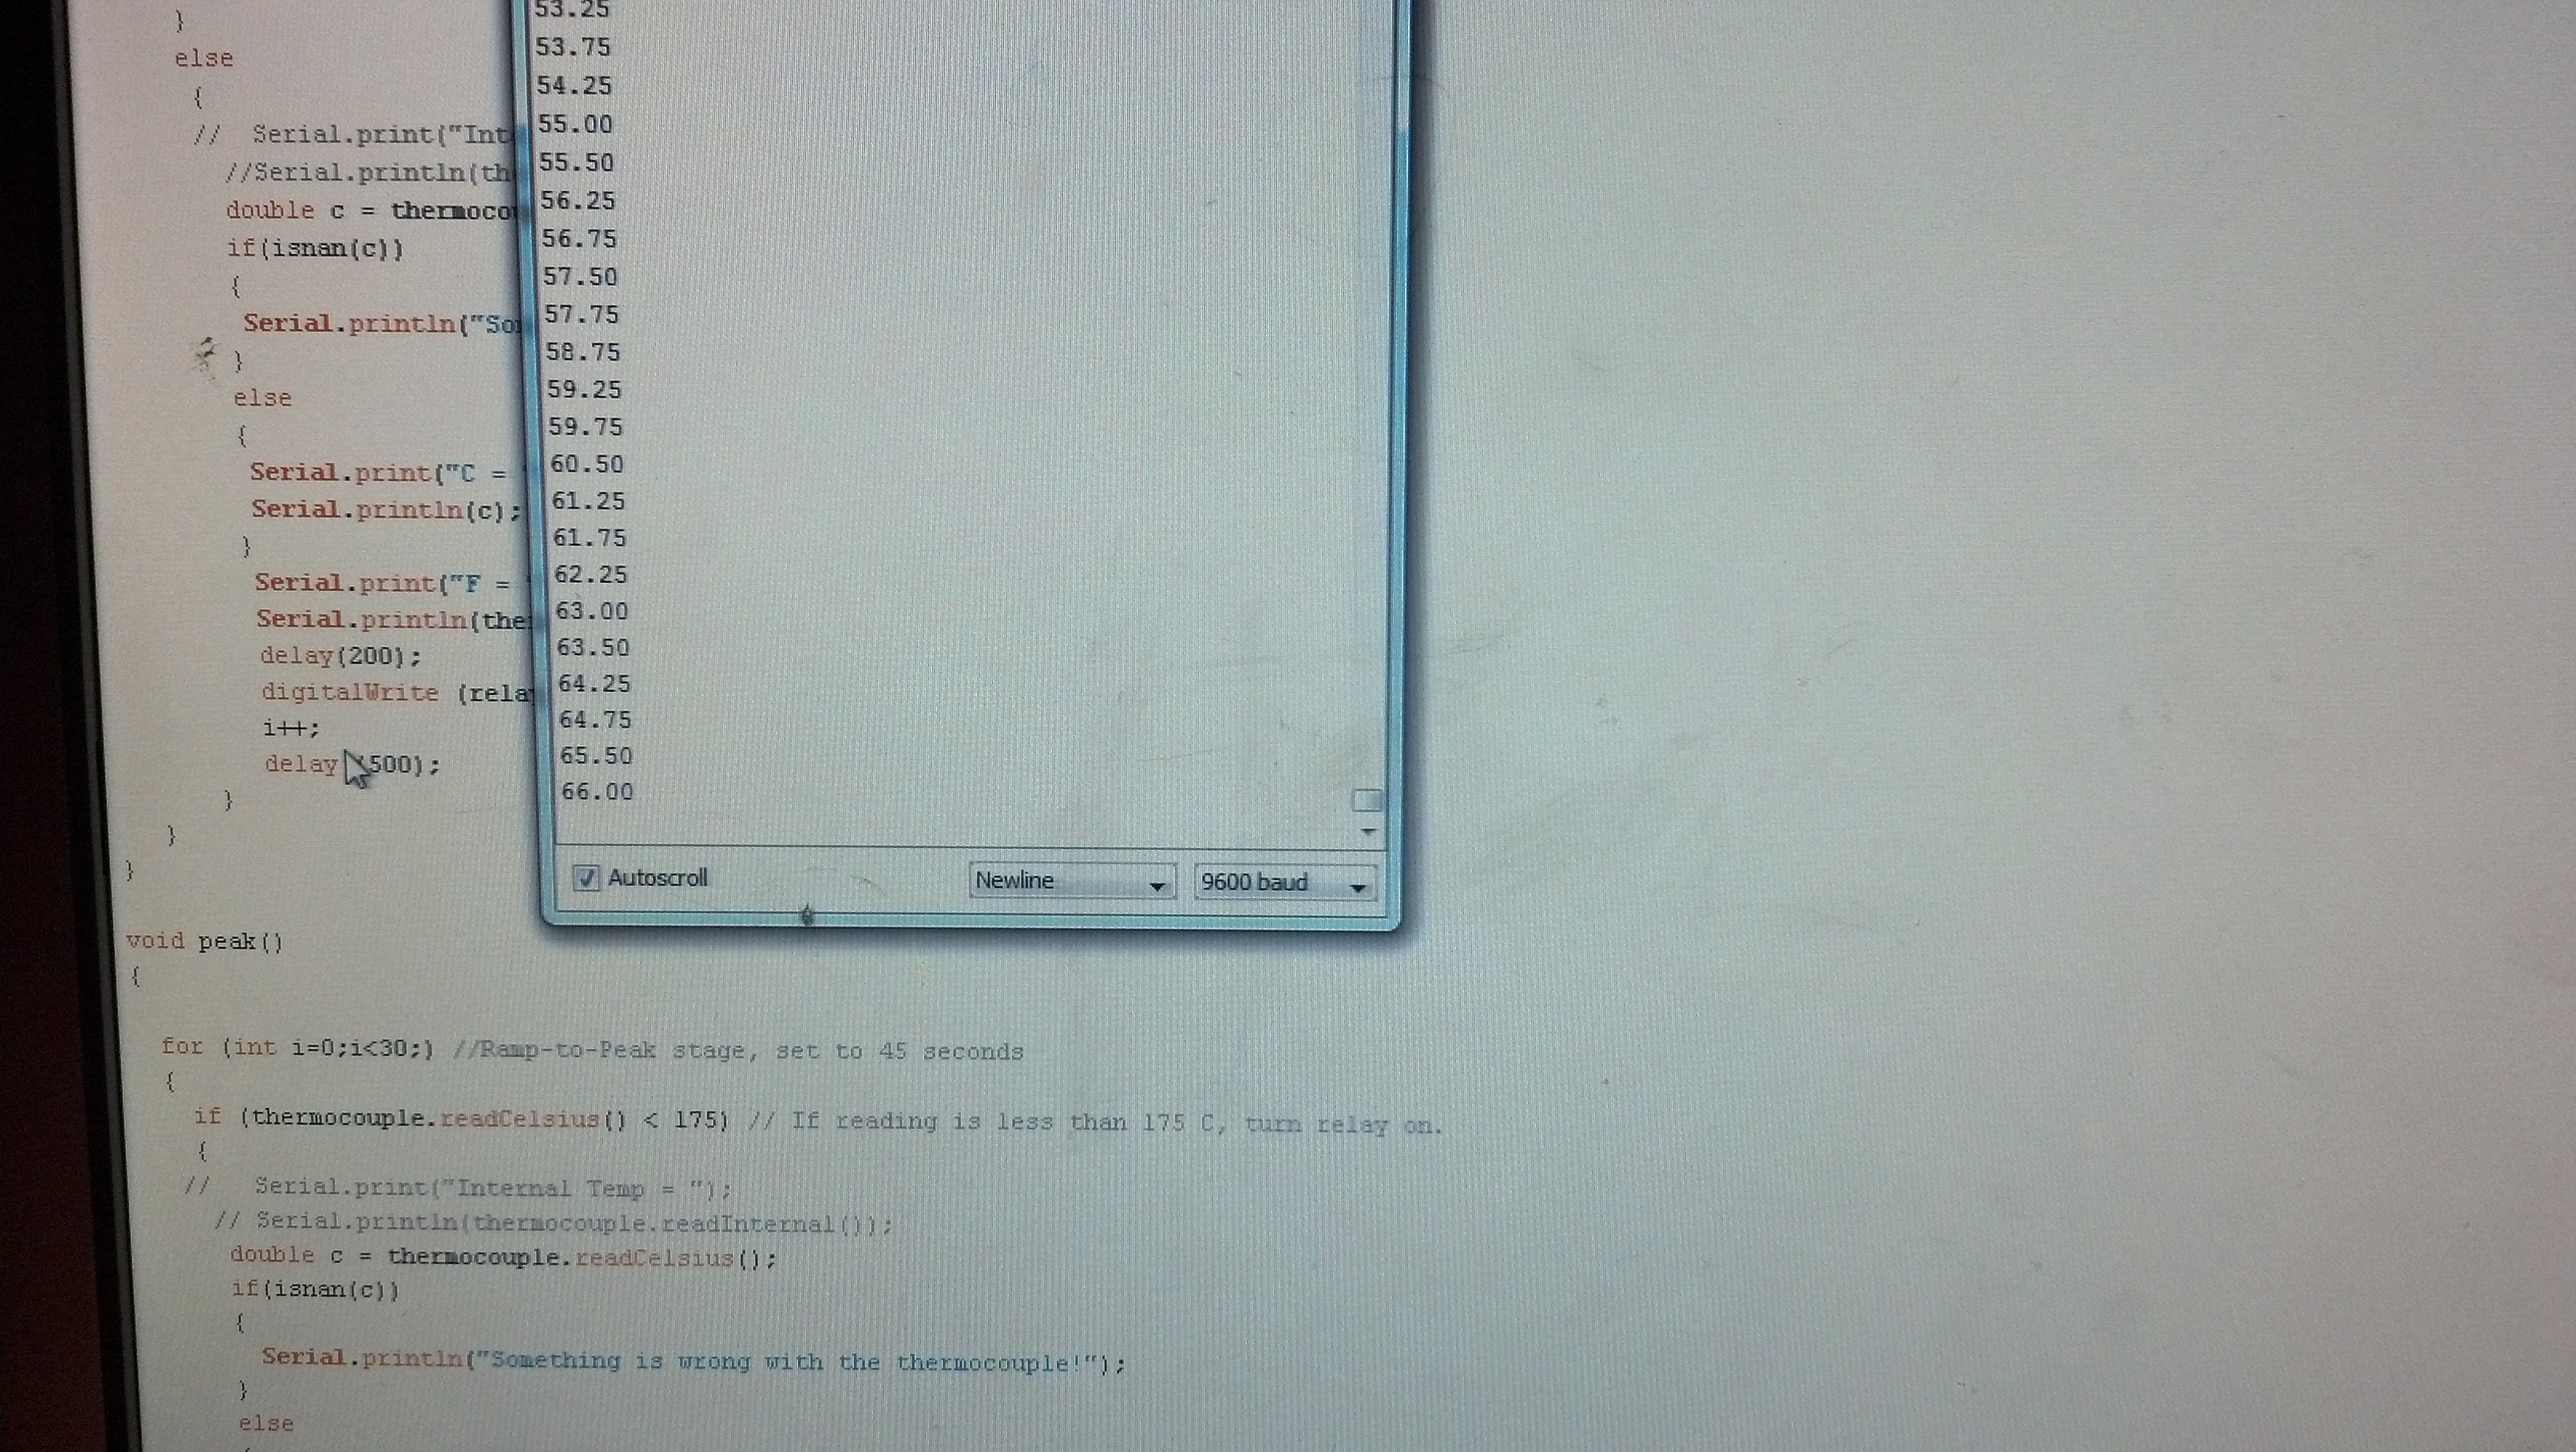 }
else
{
//  Serial.print("Int
//Serial.println(th
double c = thermoco
if(isnan(c))
{
Serial.println("So
}
else
{
Serial.print("C =
Serial.println(c);
}
Serial.print("F =
Serial.println(the
delay(200);
digitalWrite (rela
i++;
delay (500);
}
}
}
void peak()
{
for (int i=0;i<30;) //Ramp-to-Peak stage, set to 45 seconds
{
if (thermocouple.readCelsius() < 175) // If reading is less than 175 C, turn relay on.
{
//   Serial.print("Internal Temp = ");
// Serial.println(thermocouple.readInternal());
double c = thermocouple.readCelsius();
if(isnan(c))
{
Serial.println("Something is wrong with the thermocouple!");
}
else
53.25
53.75
54.25
55.00
55.50
56.25
56.75
57.50
57.75
58.75
59.25
59.75
60.50
61.25
61.75
62.25
63.00
63.50
64.25
64.75
65.50
66.00
Autoscroll
Newline
9600 baud